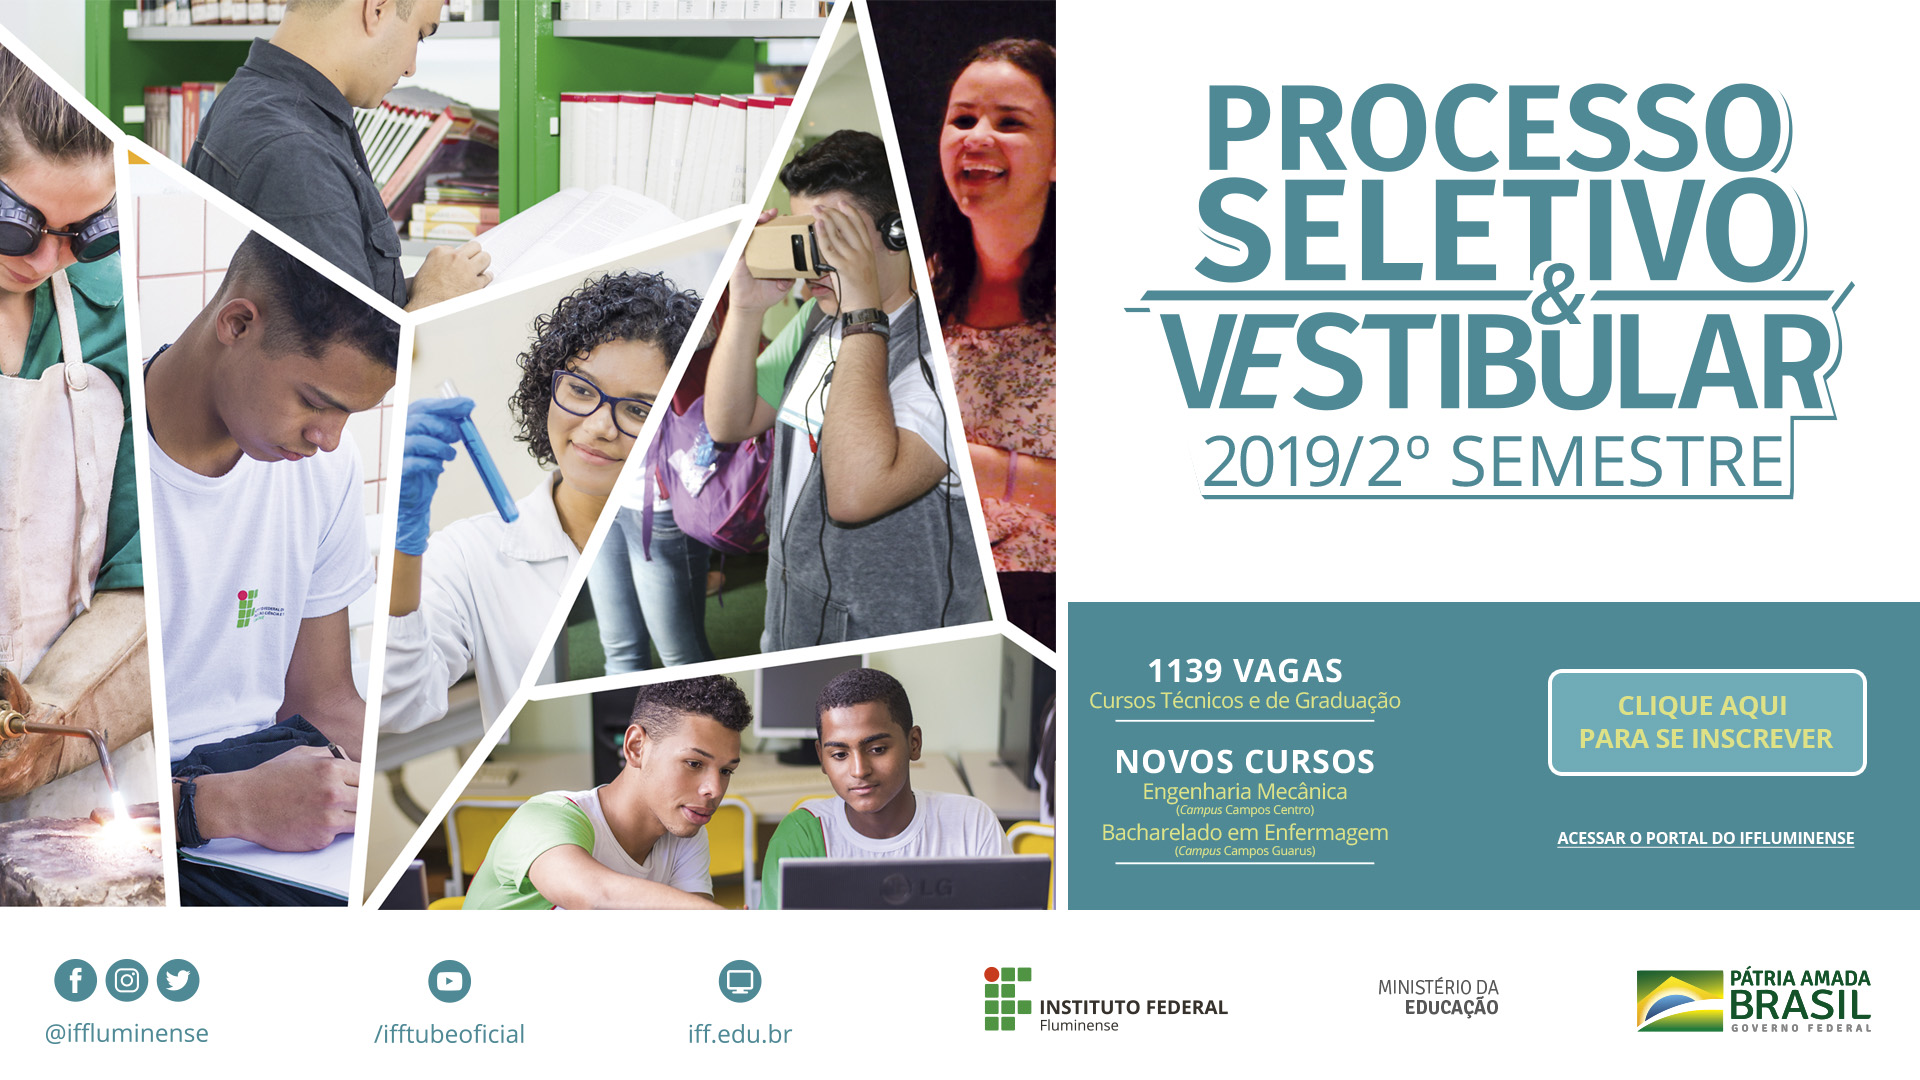 PROCESSO
SELETIVO
&
VESTIBULAR
2019/2º SEMESTRE
1139 VAGAS
Cursos Técnicos e de Graduação
NOVOS CURSOS
Engenharia Mecânica
(Campus Campos Centro)
Bacharelado em Enfermagem
(Campus Campos Guarus)
CLIQUE AQUI
PARA SE INSCREVER
ACESSAR O PORTAL DO IFFLUMINENSE
LG
@iffluminense
/ifftubeoficial
iff.edu.br
INSTITUTO FEDERAL
Fluminense
MINISTÉRIO DA
EDUCAÇÃO
PÁTRIA AMADA
BRASIL
GOVERNO FEDERAL